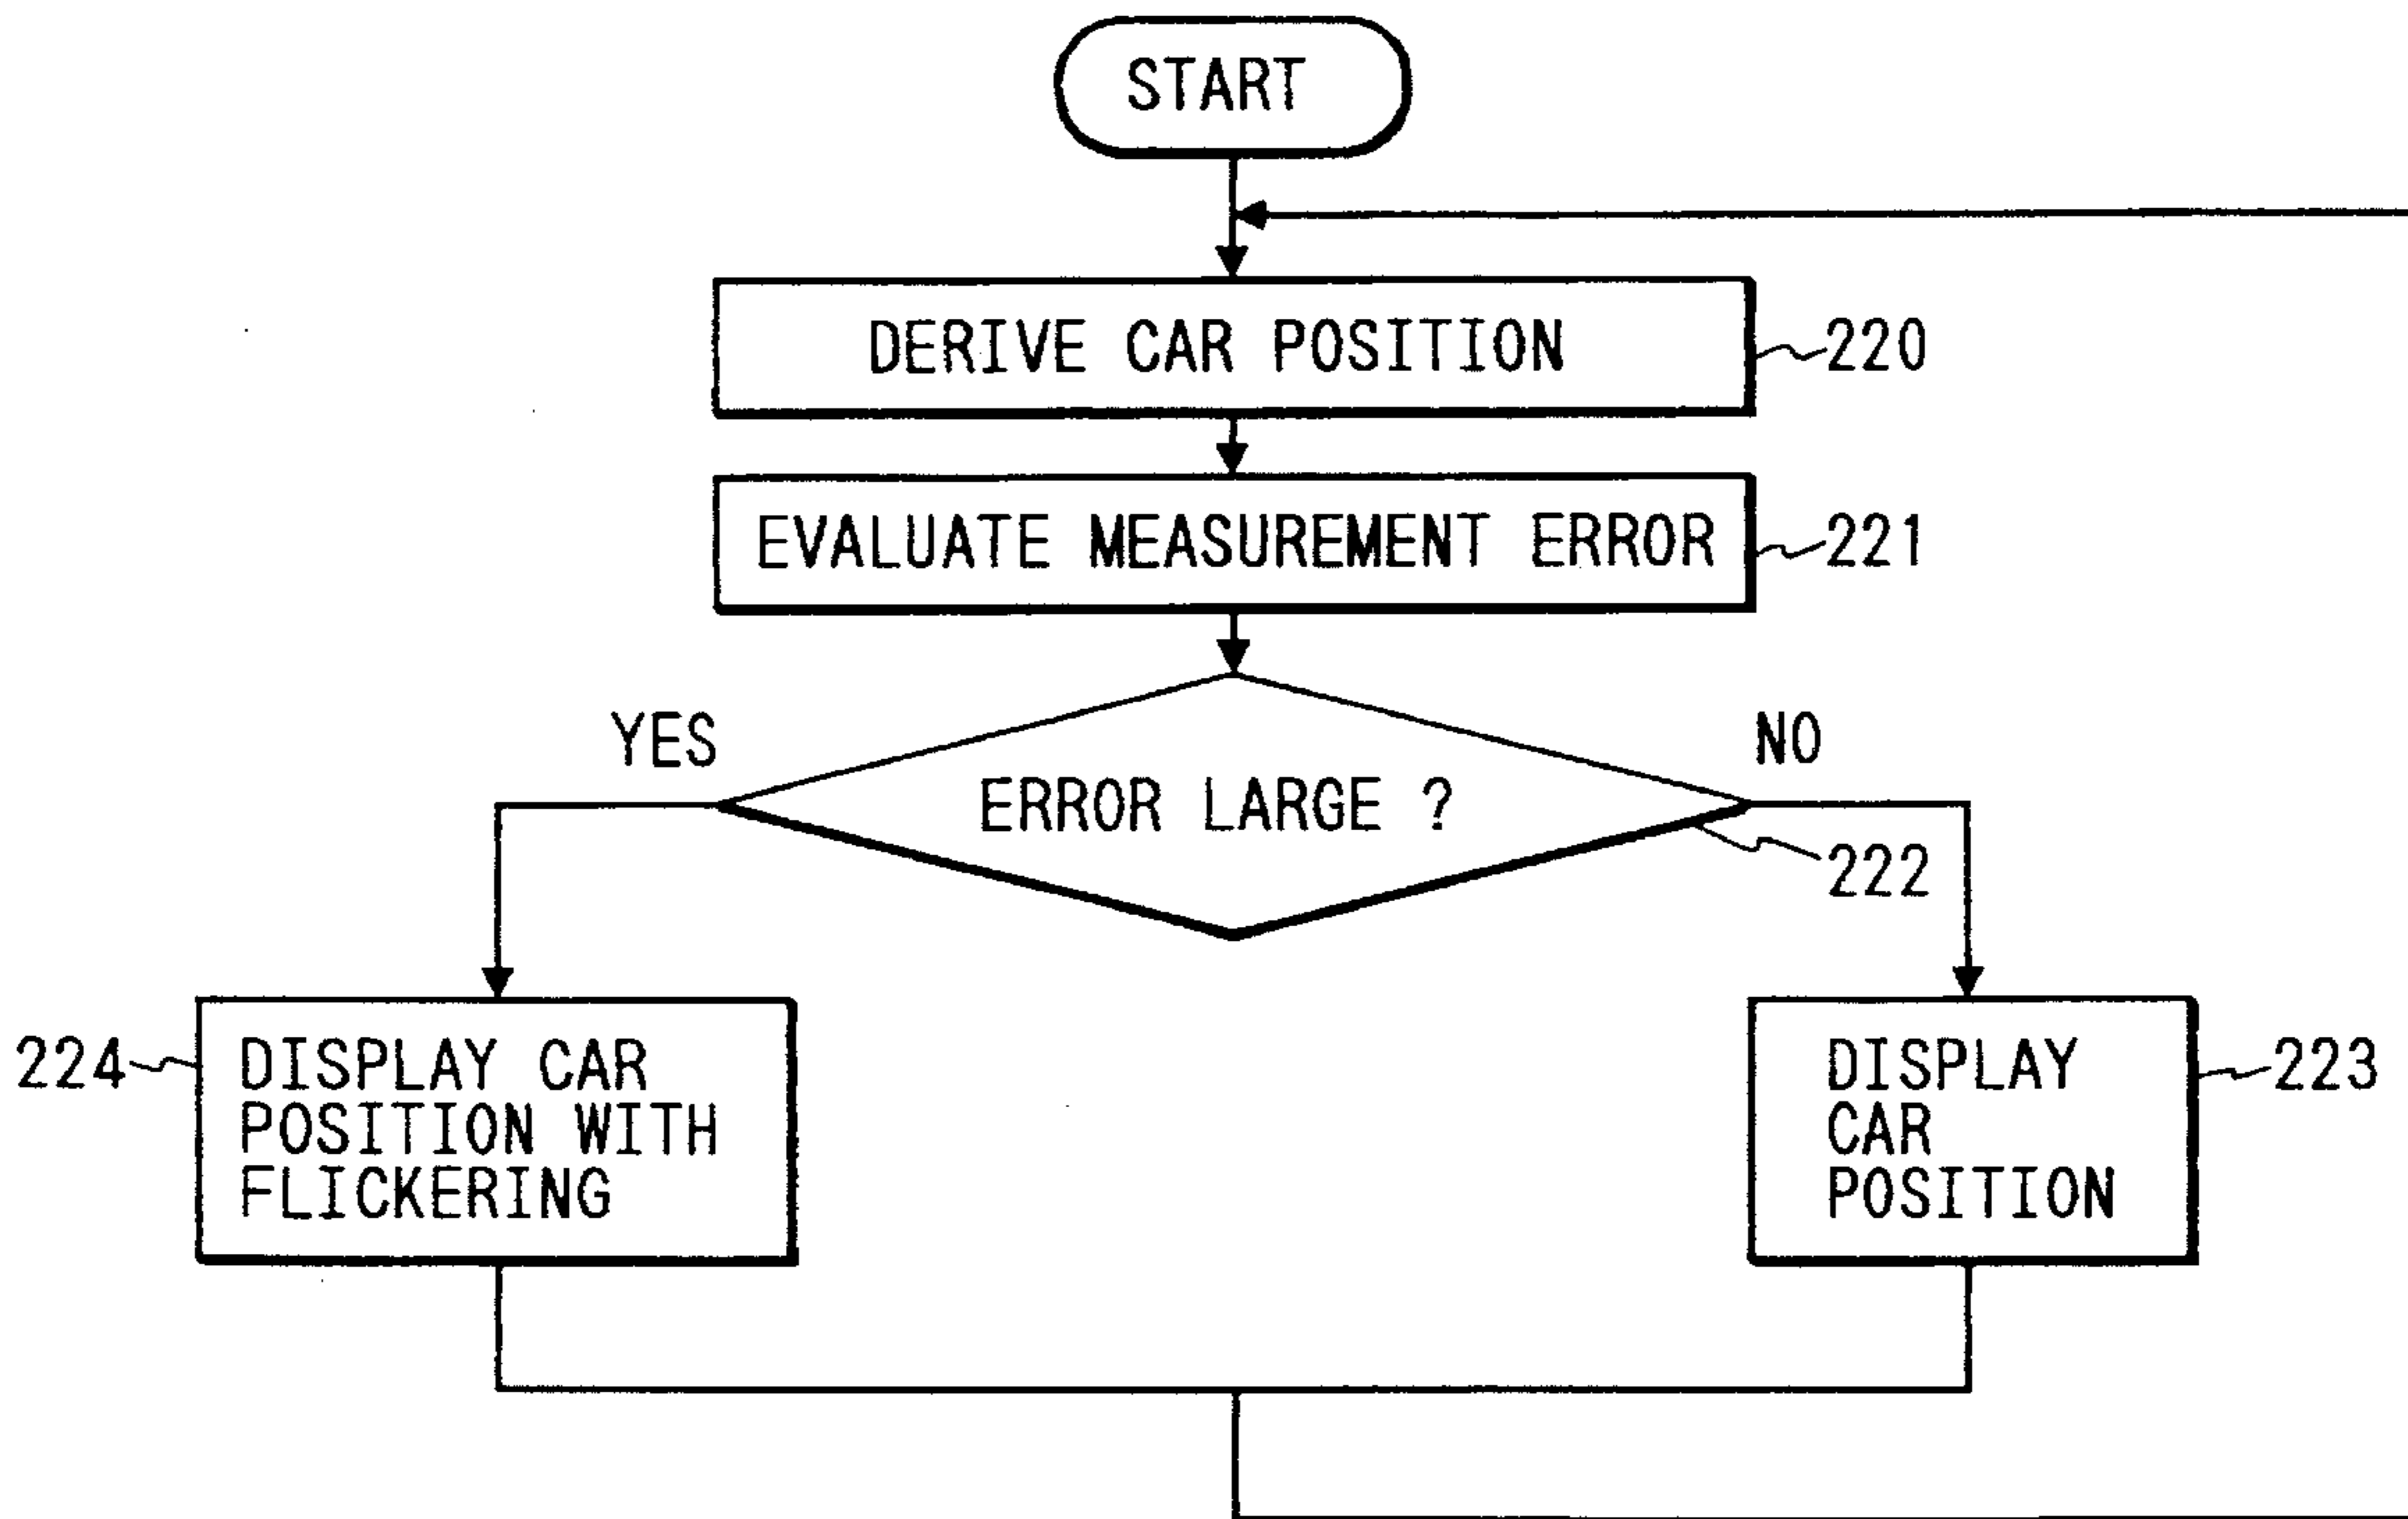 START
DERIVE CAR POSITION
220
EVALUATE MEASUREMENT ERROR
221
YES
NO
ERROR LARGE ?
222
224
DISPLAY CAR
POSITION WITH
FLICKERING
DISPLAY
CAR
POSITION
223